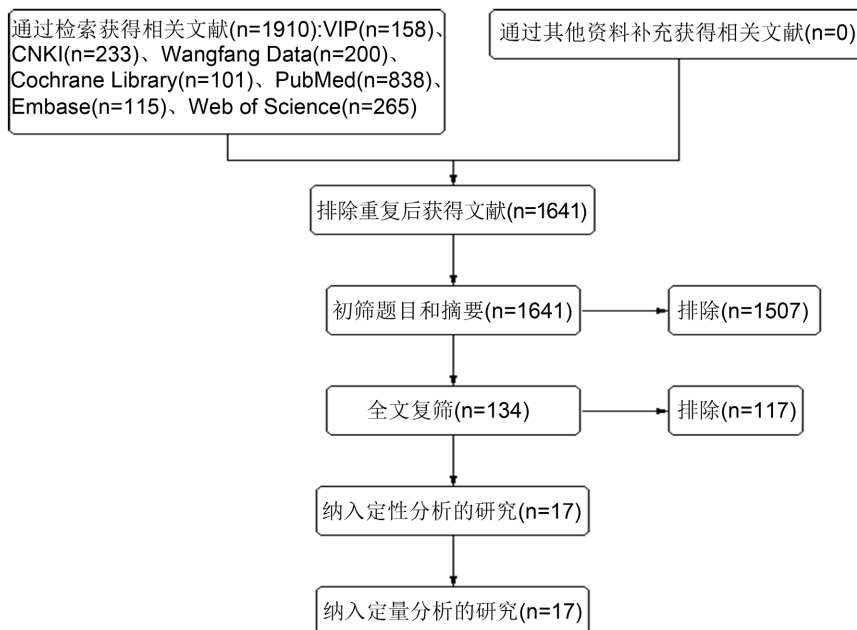 通过检索获得相关文献(n=1910):VIP(n=158)、
CNKI(n=233)、Wangfang Data(n=200)、
Cochrane Library(n=101)、PubMed(n=838)、
Embase(n=115)、Web of Science(n=265)
通过其他资料补充获得相关文献(n=0)
排除重复后获得文献(n=1641)
初筛题目和摘要(n=1641)
排除(n=1507)
全文复筛(n=134)
排除(n=117)
纳入定性分析的研究(n=17)
纳入定量分析的研究(n=17)